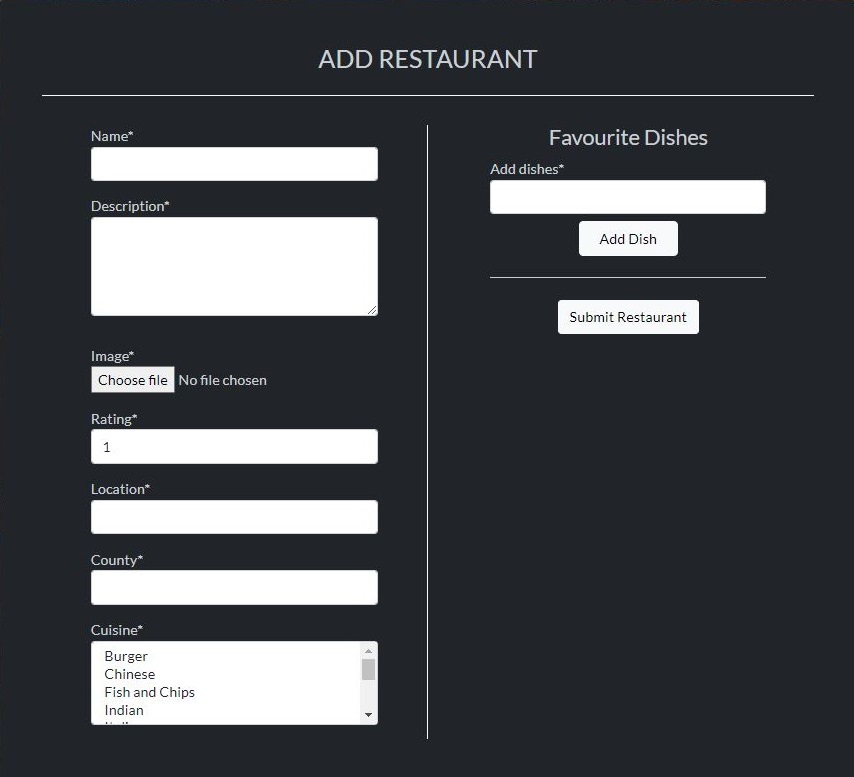 ADD RESTAURANT
Name*
Description*
Image*
Choose file No file chosen
Rating*
1
Location*
County*
Cuisine*
Burger
Chinese
Fish and Chips
Indian
Favourite Dishes
Add dishes*
Add Dish
Submit Restaurant